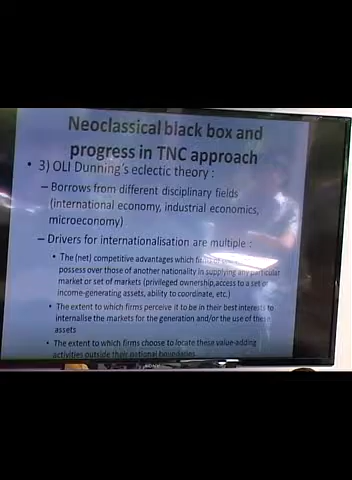 Neoclassical black box and
progress in TNC approach
• 3) OLI Dunning's eclectic theory :
– Borrows from different disciplinary fields
(international economy, industrial economics,
microeconomy)
– Drivers for internationalisation are multiple :
• The (net) competitive advantages which firms of
possess over those of another nationality in supplying any particular
market or set of markets (privileged ownership,access to a set of
income-generating assets, ability to coordinate, etc.)
• The extent to which firms perceive it to be in their best interests to
internalise the markets for the generation and/or the use of these
assets
• The extent to which firms choose to locate these value-adding
activities outside their national boundaries.
SONY